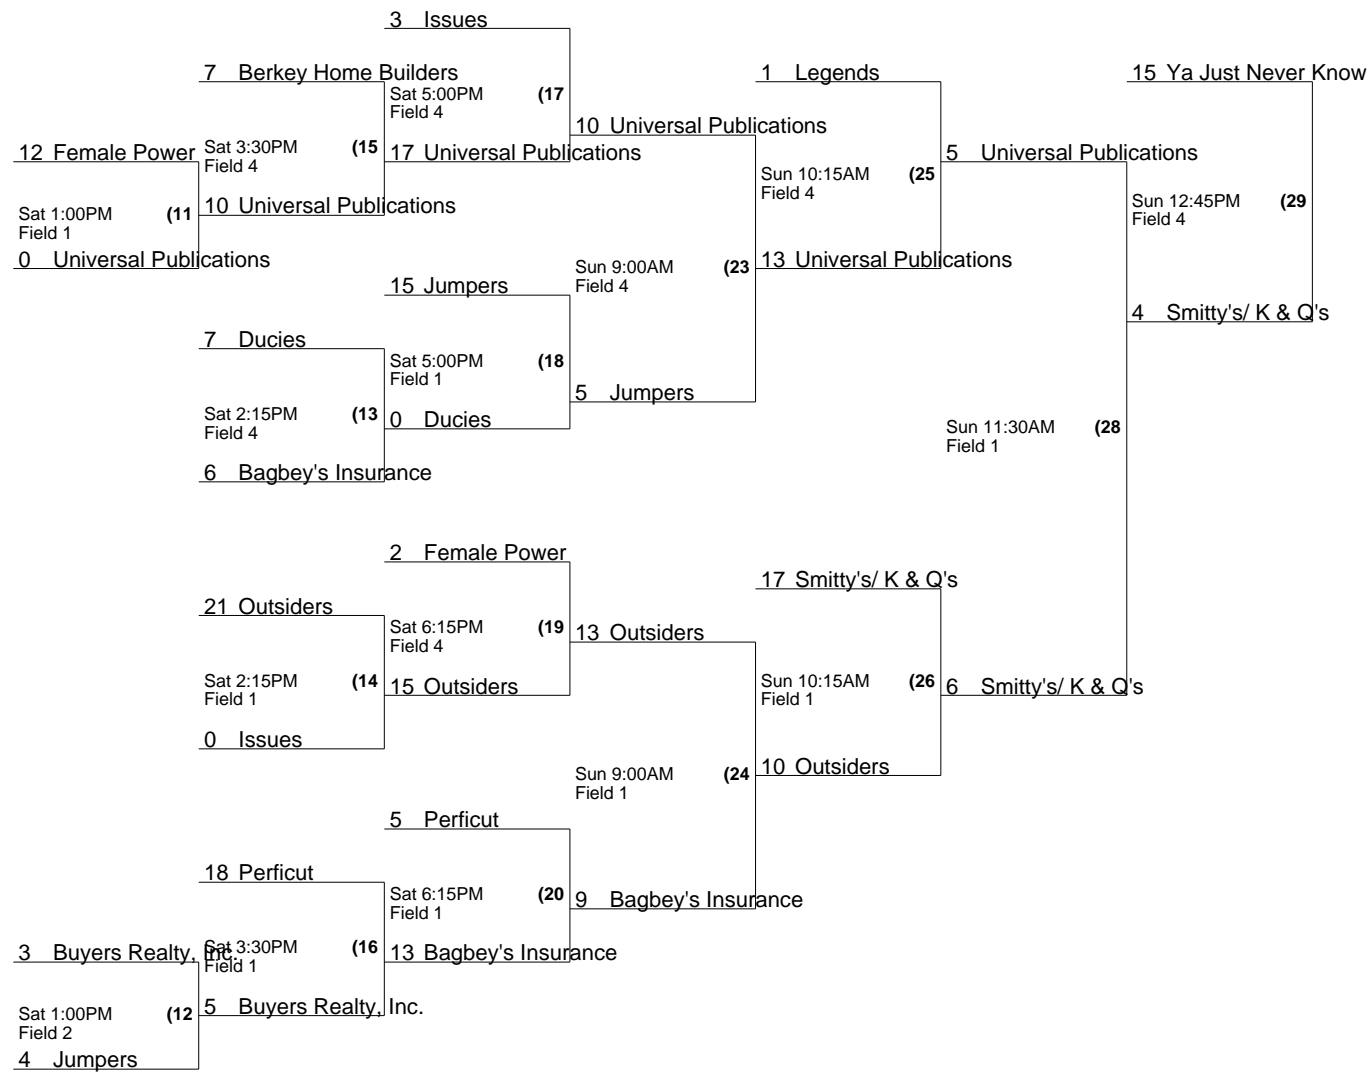 3 Issues
7 Berkey Home Builders
1 Legends
15 Ya Just Never Know
Sat 5:00PM (17
Field 4
10 Universal Publications
12 Female Power
Sat 3:30PM (15
Field 4
17 Universal Publications
5 Universal Publications
Sun 10:15AM (25
Field 4
Sat 1:00PM (11
Field 1
10 Universal Publications
Sun 12:45PM (29
Field 4
0 Universal Publications
Sun 9:00AM (23
Field 4
13 Universal Publications
15 Jumpers
4 Smitty's/ K & Q's
7 Ducies
Sat 5:00PM (18
Field 1
5 Jumpers
Sat 2:15PM (13
Field 4
0 Ducies
Sun 11:30AM (28
Field 1
6 Bagbey's Insurance
2 Female Power
17 Smitty's/ K & Q's
21 Outsiders
Sat 6:15PM (19
Field 4
13 Outsiders
Sat 2:15PM (14
Field 1
15 Outsiders
Sun 10:15AM (26
Field 1
6 Smitty's/ K & Q's
0 Issues
Sun 9:00AM (24
Field 1
10 Outsiders
5 Perficut
18 Perficut
Sat 6:15PM (20
Field 1
9 Bagbey's Insurance
3 Buyers Realty, Inc.
Sat 3:30PM (16
Field 1
13 Bagbey's Insurance
Sat 1:00PM (12
Field 2
5 Buyers Realty, Inc.
4 Jumpers